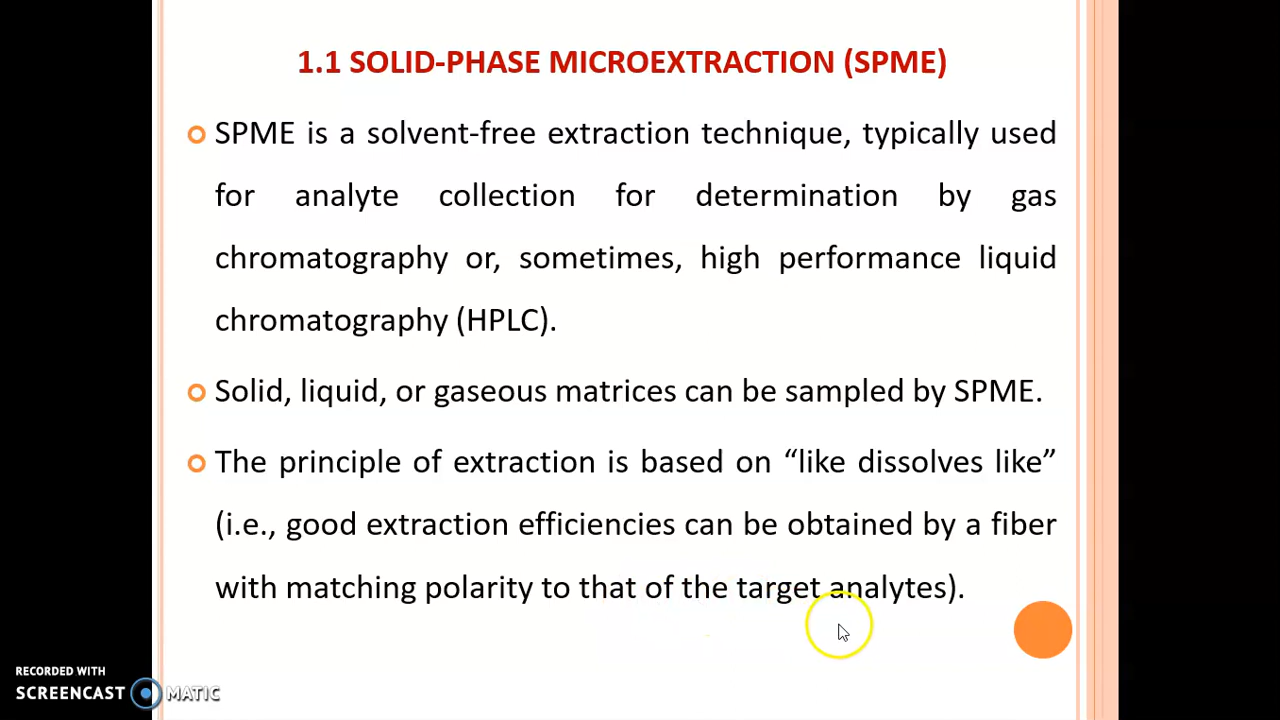 1.1 SOLID-PHASE MICROEXTRACTION (SPME)
SPME is a solvent-free extraction technique, typically used
for analyte collection for determination by gas
chromatography or, sometimes, high performance liquid
chromatography (HPLC).
Solid, liquid, or gaseous matrices can be sampled by SPME.
The principle of extraction is based on “like dissolves like”
(i.e., good extraction efficiencies can be obtained by a fiber
with matching polarity to that of the target analytes).
RECORDED WITH
SCREENCAST MATIC